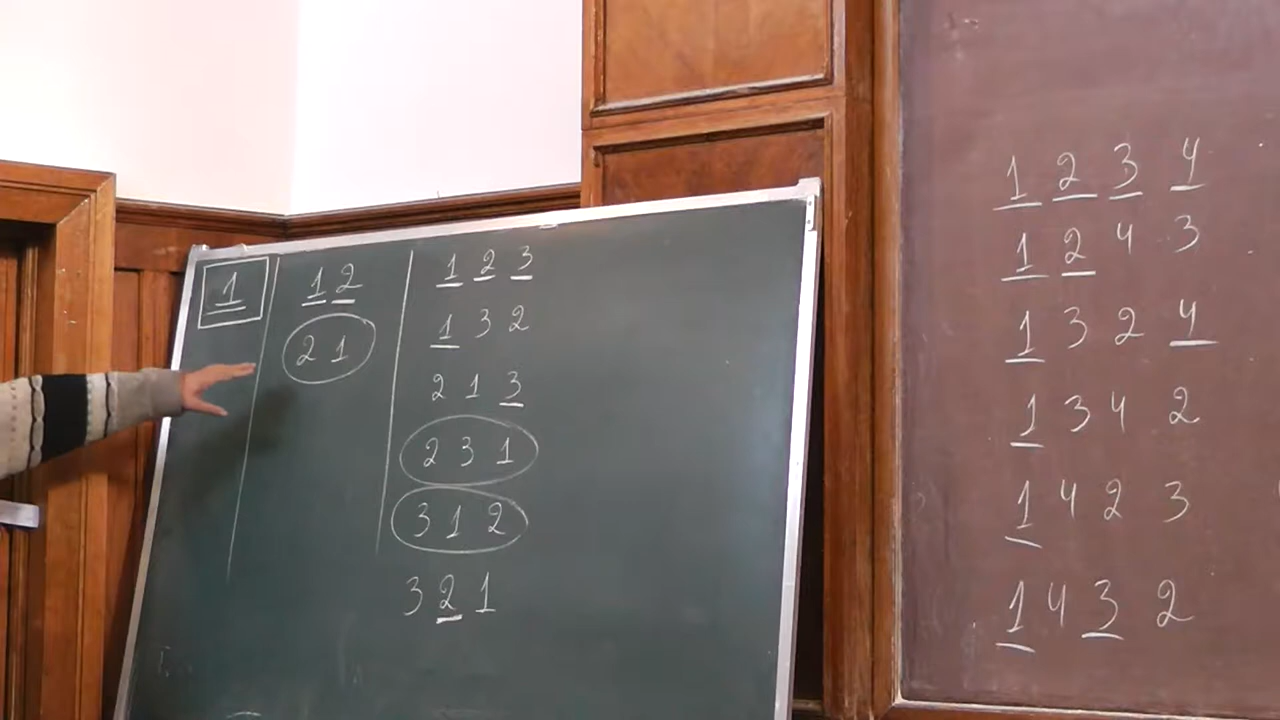 1
1 2
2 1
1 2 3
1 3 2
2 1 3
2 3 1
3 1 2
3 2 1
1 2 3 4
1 2 4 3
1 3 2 4
1 3 4 2
1 4 2 3
1 4 3 2